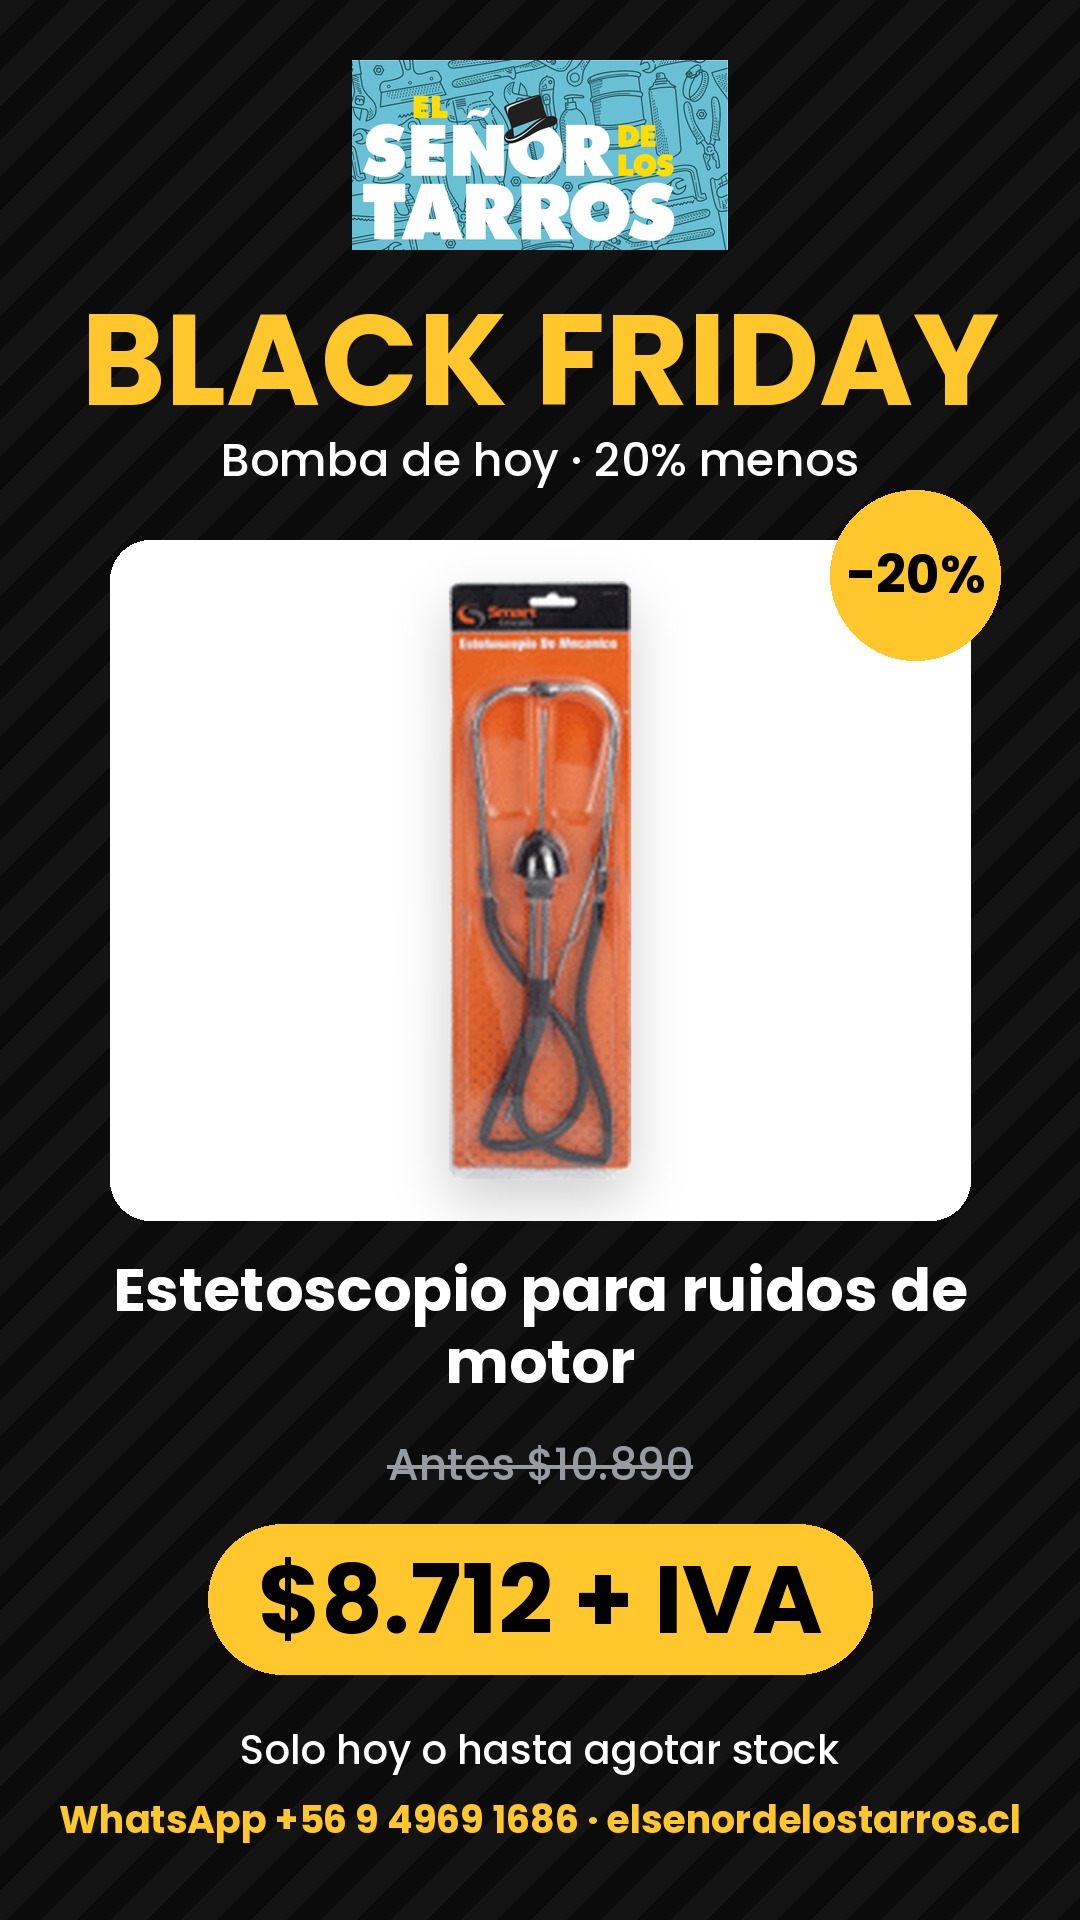 EL
SEÑOR DE LOS
TARROS
BLACK FRIDAY
Bomba de hoy · 20% menos
-20%
Smart
Estetoscopio De Mecanico
Estetoscopio para ruidos de
motor
Antes $10.890
$8.712 + IVA
Solo hoy o hasta agotar stock
WhatsApp +56 9 4969 1686 · elsenordelostarros.cl